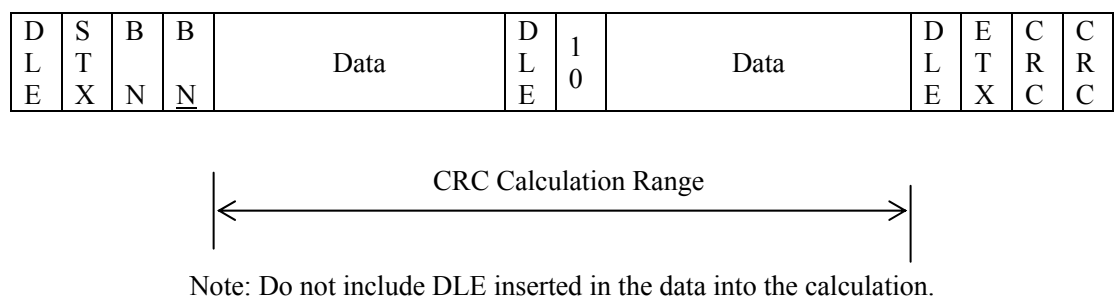 DLE STX BN BN Data DLE 10 Data DLE ETX CRC CRC
CRC Calculation Range
Note: Do not include DLE inserted in the data into the calculation.